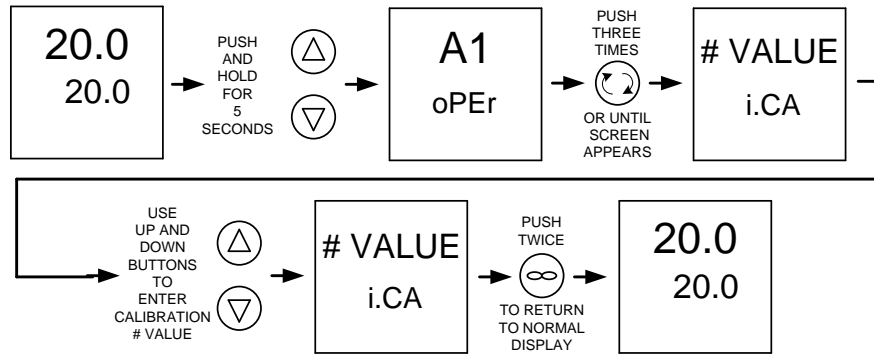 20.0
20.0
PUSH
AND
HOLD
FOR
5
SECONDS
A1
oPEr
PUSH
THREE
TIMES
OR UNTIL
SCREEN
APPEARS
# VALUE
i.CA
USE
UP AND
DOWN
BUTTONS
TO
ENTER
CALIBRATION
# VALUE
# VALUE
i.CA
PUSH
TWICE
TO RETURN
TO NORMAL
DISPLAY
20.0
20.0